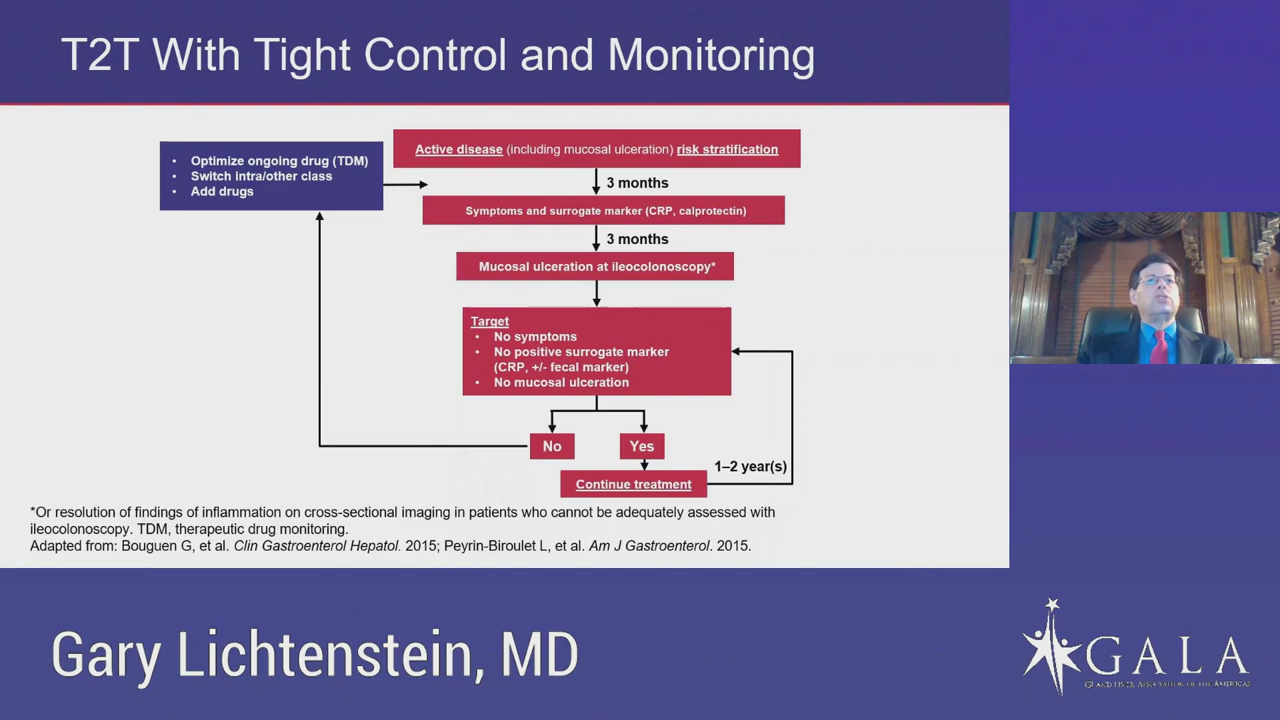 T2T With Tight Control and Monitoring
• Optimize ongoing drug (TDM)
• Switch intra/other class
• Add drugs
Active disease (including mucosal ulceration) risk stratification
3 months
Symptoms and surrogate marker (CRP, calprotectin)
3 months
Mucosal ulceration at ileocolonoscopy*
Target
• No symptoms
• No positive surrogate marker
(CRP, +/- fecal marker)
• No mucosal ulceration
No
Yes
Continue treatment
1–2 year(s)
*Or resolution of findings of inflammation on cross-sectional imaging in patients who cannot be adequately assessed with
ileocolonoscopy. TDM, therapeutic drug monitoring.
Adapted from: Bouguen G, et al. Clin Gastroenterol Hepatol. 2015; Peyrin-Biroulet L, et al. Am J Gastroenterol. 2015.
Gary Lichtenstein, MD
GALA
GI AND LIVER ASSOCIATION OF THE AMERICAS